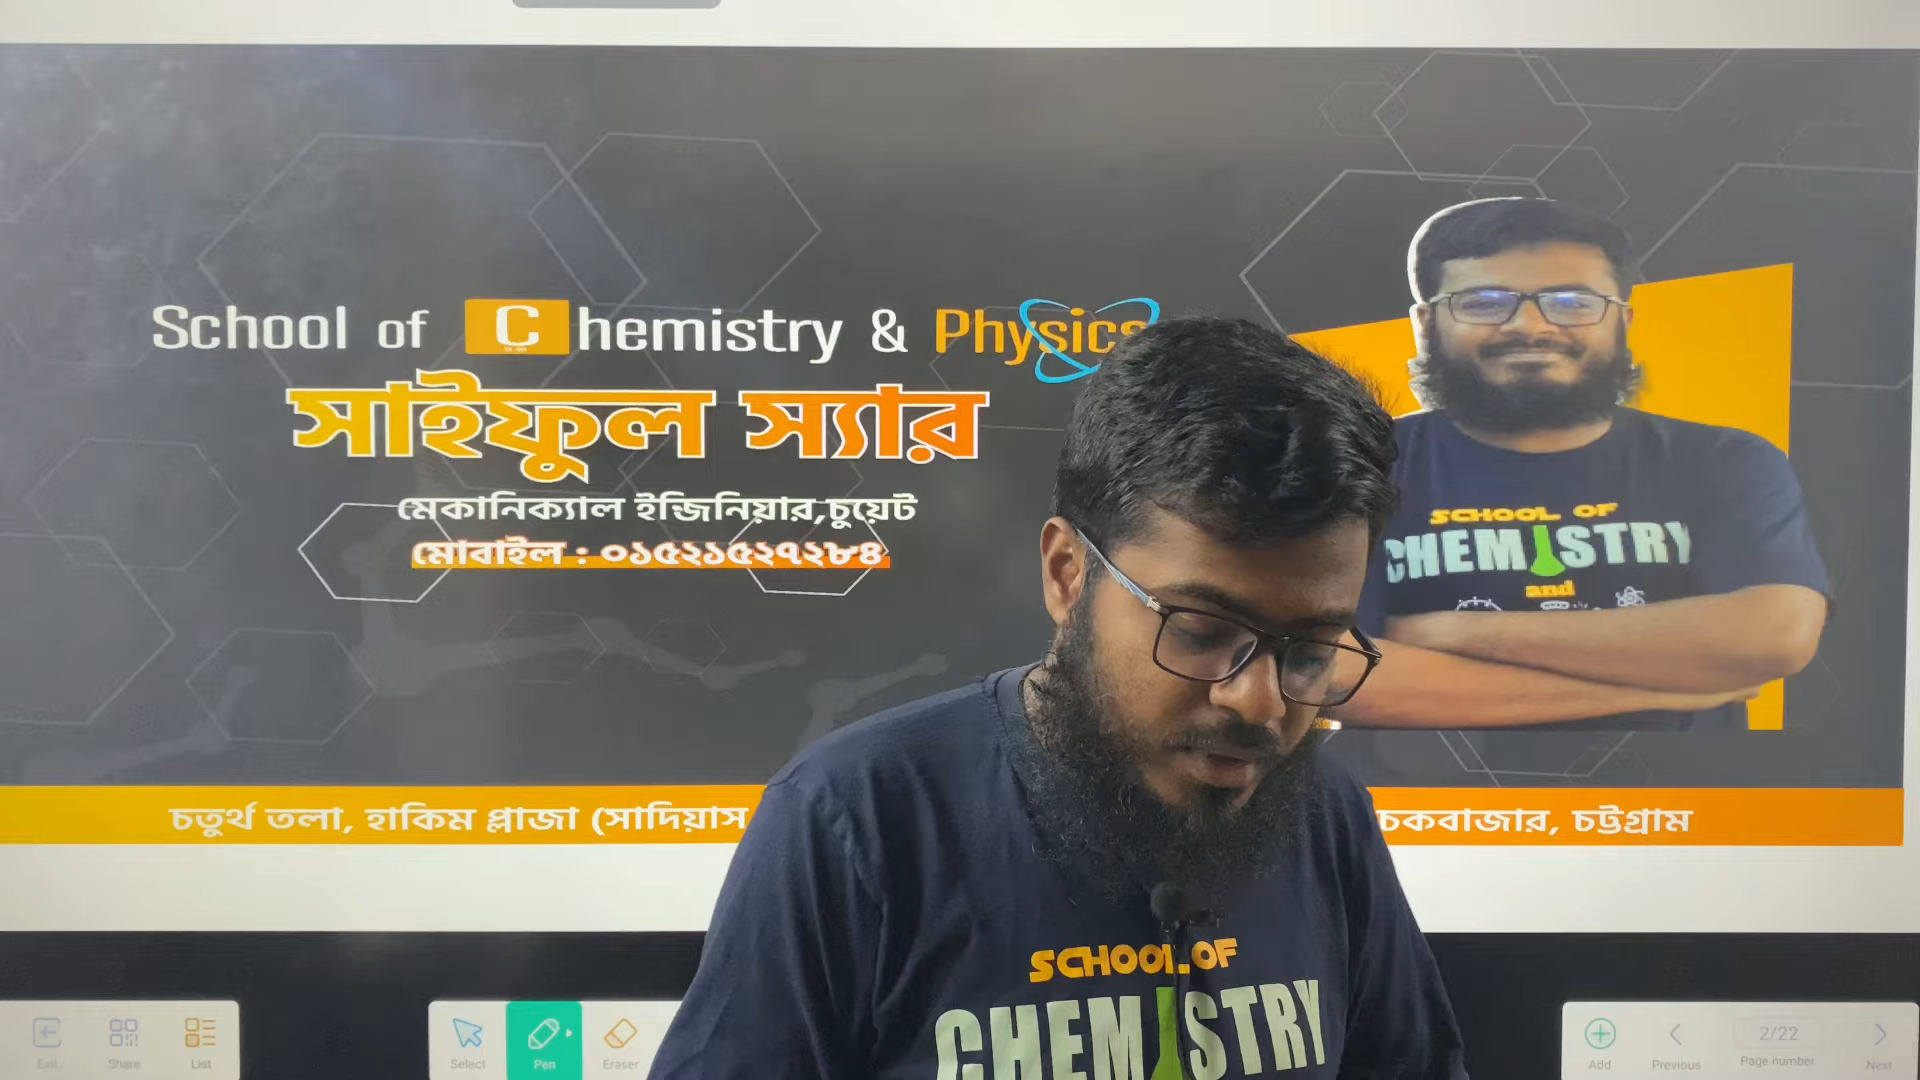 School of Chemistry & Physics
সাইফুল স্যার
মেকানিক্যাল ইন্জিনিয়ার,চুয়েট
মোবাইল : ০১৫২১৫২৭২৮৪
SCHOOL OF
CHEMISTRY
and
চতুর্থ তলা, হাকিম প্লাজা (সাদিয়াস
চকবাজার, চট্টগ্রাম
SCHOOL OF
CHEMISTRY
Exit Share List
Select Pen Eraser
Add Previous 2/22 Page number Next